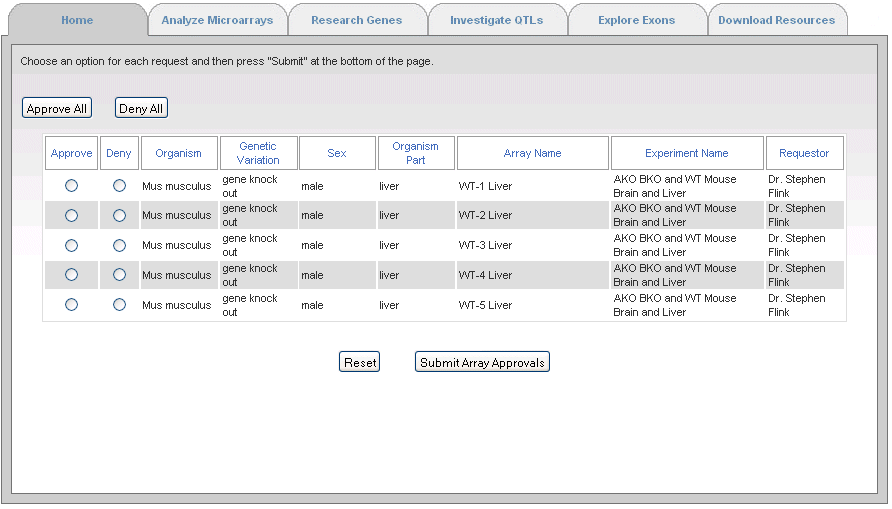 Home Analyze Microarrays Research Genes Investigate QTLs Explore Exons Download Resources
Choose an option for each request and then press "Submit" at the bottom of the page.
Approve All Deny All
Approve Deny Organism Genetic Variation Sex Organism Part Array Name Experiment Name Requestor
Mus musculus gene knock out male liver WT-1 Liver AKO BKO and WT Mouse Brain and Liver Dr. Stephen Flink
Mus musculus gene knock out male liver WT-2 Liver AKO BKO and WT Mouse Brain and Liver Dr. Stephen Flink
Mus musculus gene knock out male liver WT-3 Liver AKO BKO and WT Mouse Brain and Liver Dr. Stephen Flink
Mus musculus gene knock out male liver WT-4 Liver AKO BKO and WT Mouse Brain and Liver Dr. Stephen Flink
Mus musculus gene knock out male liver WT-5 Liver AKO BKO and WT Mouse Brain and Liver Dr. Stephen Flink
Reset Submit Array Approvals